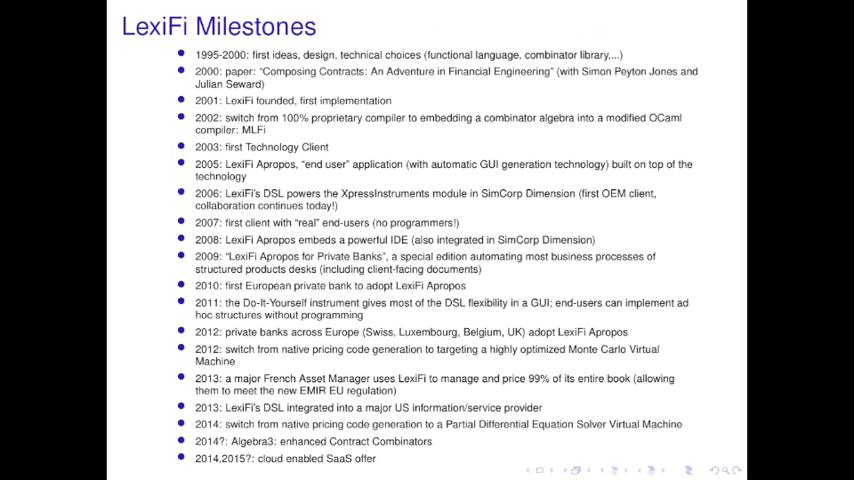 LexiFi Milestones
1995-2000: first ideas, design, technical choices (functional language, combinator library,...)
2000: paper: “Composing Contracts: An Adventure in Financial Engineering” (with Simon Peyton Jones and
Julian Seward)
2001: LexiFi founded, first implementation
2002: switch from 100% proprietary compiler to embedding a combinator algebra into a modified OCaml
compiler: MLFi
2003: first Technology Client
2005: LexiFi Apropos, “end user” application (with automatic GUI generation technology) built on top of the
technology
2006: LexiFi's DSL powers the XpressInstruments module in SimCorp Dimension (first OEM client,
collaboration continues today!)
2007: first client with “real” end-users (no programmers!)
2008: LexiFi Apropos embeds a powerful IDE (also integrated in SimCorp Dimension)
2009: “LexiFi Apropos for Private Banks”, a special edition automating most business processes of
structured products desks (including client-facing documents)
2010: first European private bank to adopt LexiFi Apropos
2011: the Do-It-Yourself instrument gives most of the DSL flexibility in a GUI; end-users can implement ad
hoc structures without programming
2012: private banks across Europe (Swiss, Luxembourg, Belgium, UK) adopt LexiFi Apropos
2012: switch from native pricing code generation to targeting a highly optimized Monte Carlo Virtual
Machine
2013: a major French Asset Manager uses LexiFi to manage and price 99% of its entire book (allowing
them to meet the new EMIR EU regulation)
2013: LexiFi's DSL integrated into a major US information/service provider
2014: switch from native pricing code generation to a Partial Differential Equation Solver Virtual Machine
2014?: Algebra3: enhanced Contract Combinators
2014,2015?: cloud enabled SaaS offer